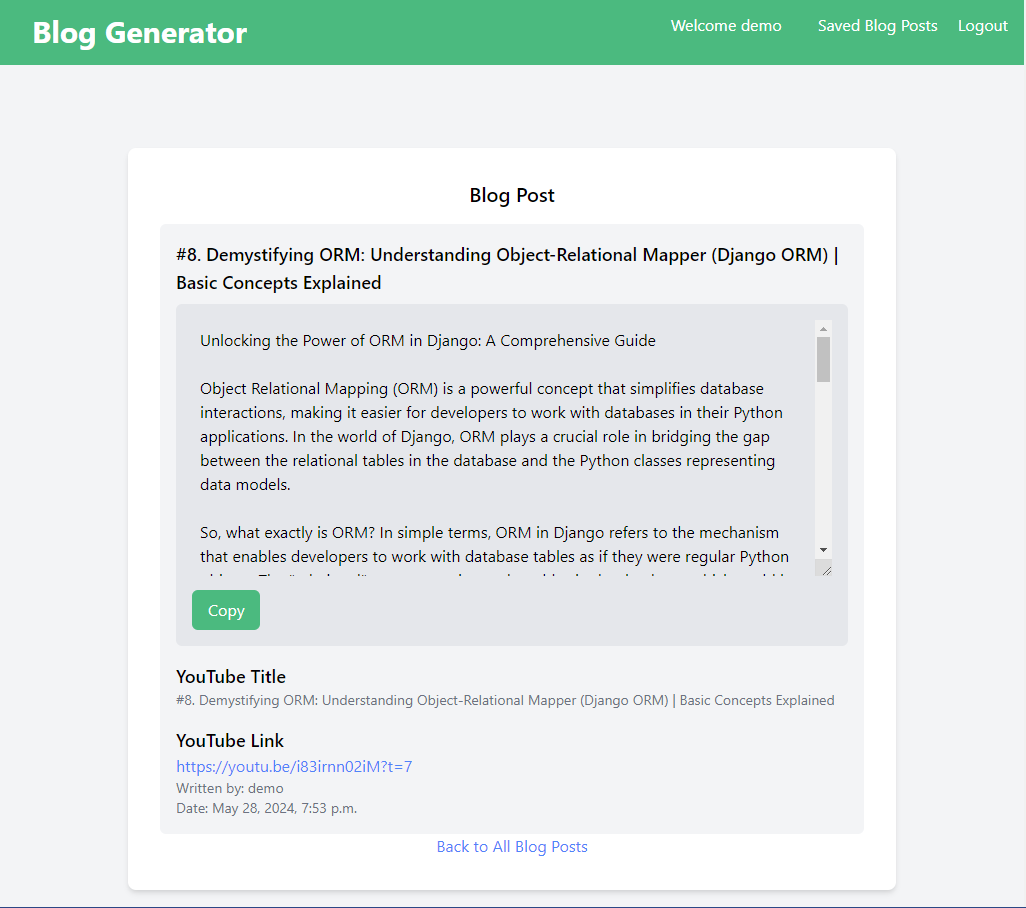 Blog Generator
Welcome demo
Saved Blog Posts
Logout
Blog Post
#8. Demystifying ORM: Understanding Object-Relational Mapper (Django ORM) |
Basic Concepts Explained
Unlocking the Power of ORM in Django: A Comprehensive Guide
Object Relational Mapping (ORM) is a powerful concept that simplifies database
interactions, making it easier for developers to work with databases in their Python
applications. In the world of Django, ORM plays a crucial role in bridging the gap
between the relational tables in the database and the Python classes representing
data models.
So, what exactly is ORM? In simple terms, ORM in Django refers to the mechanism
that enables developers to work with database tables as if they were regular Python
Copy
YouTube Title
#8. Demystifying ORM: Understanding Object-Relational Mapper (Django ORM) | Basic Concepts Explained
YouTube Link
https://youtu.be/i83irnn02iM?t=7
Written by: demo
Date: May 28, 2024, 7:53 p.m.
Back to All Blog Posts